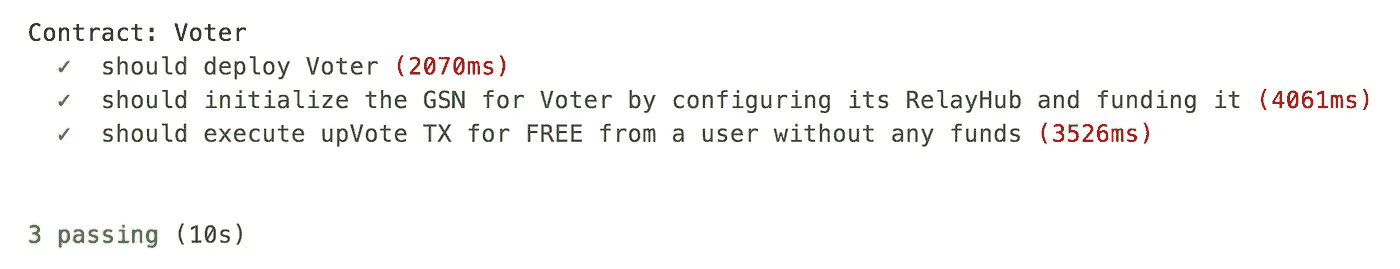 Contract: Voter
✓ should deploy Voter (2070ms)
✓ should initialize the GSN for Voter by configuring its RelayHub and funding it (4061ms)
✓ should execute upVote TX for FREE from a user without any funds (3526ms)
3 passing (10s)